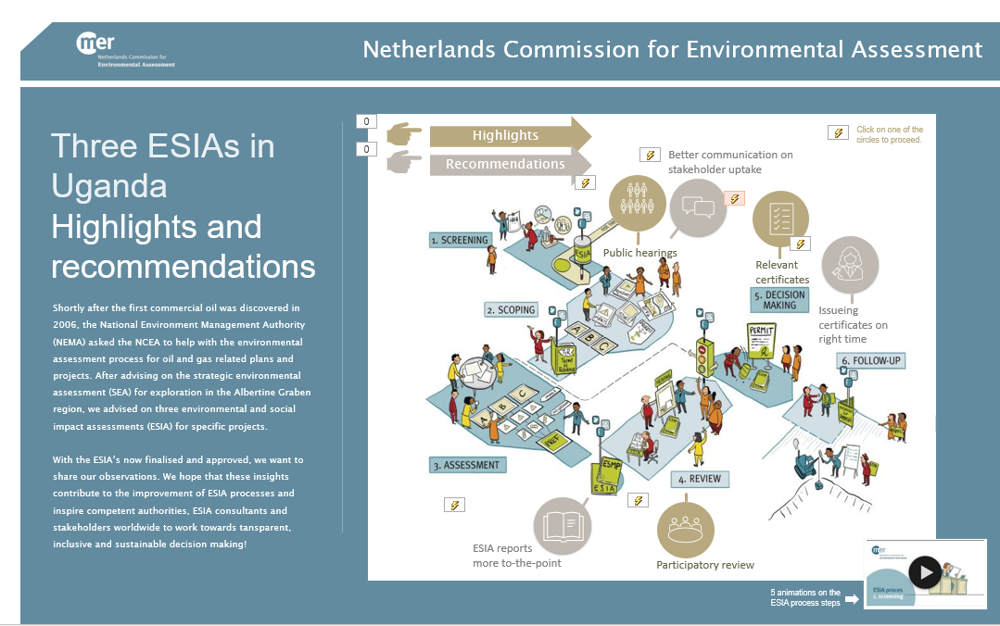 mer
Netherlands Commission for
Environmental Assessment
Netherlands Commission for Environmental Assessment
Three ESIAs in
Uganda
Highlights and
recommendations
Shortly after the first commercial oil was discovered in
2006, the National Environment Management Authority
(NEMA) asked the NCEA to help with the environmental
assessment process for oil and gas related plans and
projects. After advising on the strategic environmental
assessment (SEA) for exploration in the Albertine Graben
region, we advised on three environmental and social
impact assessments (ESIA) for specific projects.
With the ESIA's now finalised and approved, we want to
share our observations. We hope that these insights
contribute to the improvement of ESIA processes and
inspire competent authorities, ESIA consultants and
stakeholders worldwide to work towards tansparent,
inclusive and sustainable decision making!
0
Highlights
0
Recommendations
Click on one of the
circles to proceed.
Better communication on
stakeholder uptake
1. SCREENING
ESIA
Public hearings
Relevant
certificates
5. DECISION
MAKING
Issueing
certificates on
right time
2. SCOPING
A B C
PERMIT
6. FOLLOW-UP
A B C
3. ASSESSMENT
ESMP
ESIA
4. REVIEW
ESIA reports
more to-the-point
Participatory review
5 animations on the
ESIA process steps
mer
ESIA proces
1. screening